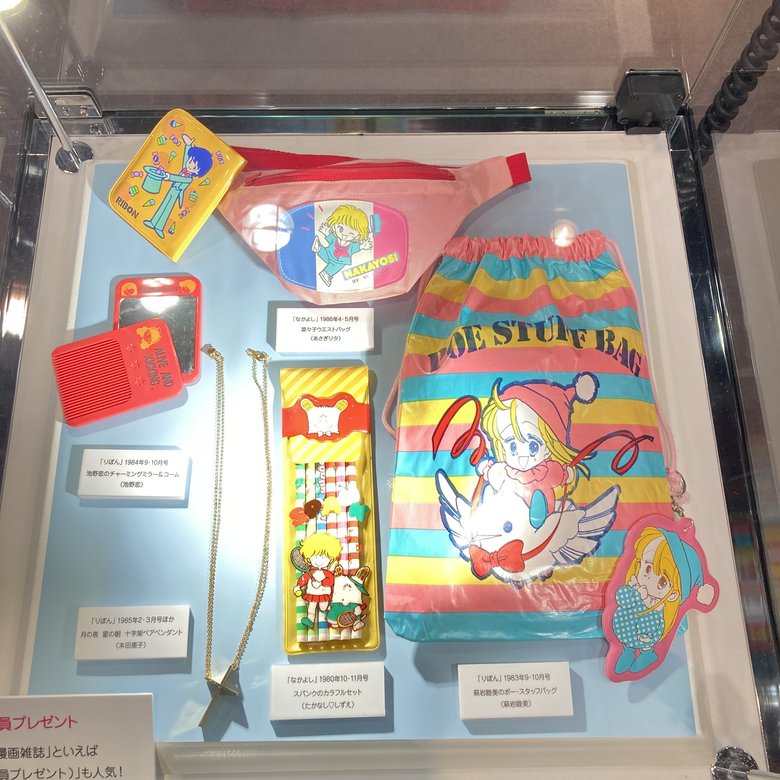 RIBON
NAKAYOSI
「なかよし」1986年4・5月号
菜々子ウエストバッグ
(あさぎり夕)
POE STUFF BAG
ALIVE AND
KICKING.
「りぼん」1984年9・10月号
池野恋のチャーミングミラー&コーム
(池野恋)
「りぼん」1985年2・3月号ほか
月の夜 星の朝 十字架ペアペンダント
(本田恵子)
「なかよし」1980年10・11月号
スパンクのカラフルセット
(たかなし♡しずえ)
「りぼん」1983年9・10月号
萩岩睦美のポー・スタッフバッグ
(萩岩睦美)
員プレゼント
漫画雑誌」といえば
員プレゼント)」も人気!